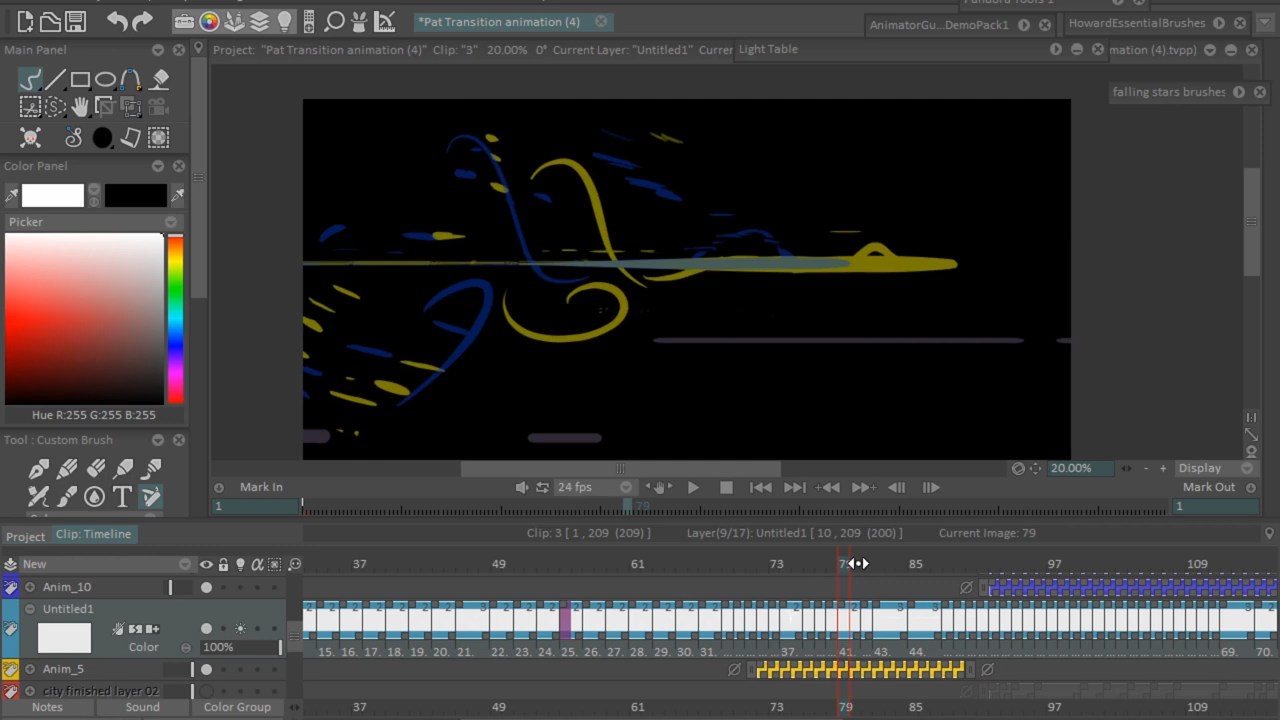 Pandora Tools 1
*Pat Transition animation (4)
AnimatorGu...DemoPack1
HowardEssentialBrushes
Main Panel
Project: "Pat Transition animation (4)" Clip: "3" 20.00% 0° Current Layer: "Untitled1" Currer
Light Table
mation (4).tvpp)
falling stars brushes
Color Panel
Picker
Hue R:255 G:255 B:255
Tool : Custom Brush
20.00%
- +
Display
Mark In
24 fps
Mark Out
1
79
1
Project
Clip: Timeline
Clip: 3 [ 1 , 209 (209) ]
Layer(9/17): Untitled1 [ 10 , 209 (200) ]
Current Image: 79
New
37 49 61 73 79 85 97 109
Anim_10
Untitled1
Color
100%
15. 16. 17. 18. 19. 20. 21. 22. 23. 24. 25. 26. 27. 28. 29. 30. 31. ... 37. ... 41. 43. 44. ... 69. 70.
Anim_5
city finished layer 02
Notes
Sound
Color Group
37 49 61 73 79 85 97 109